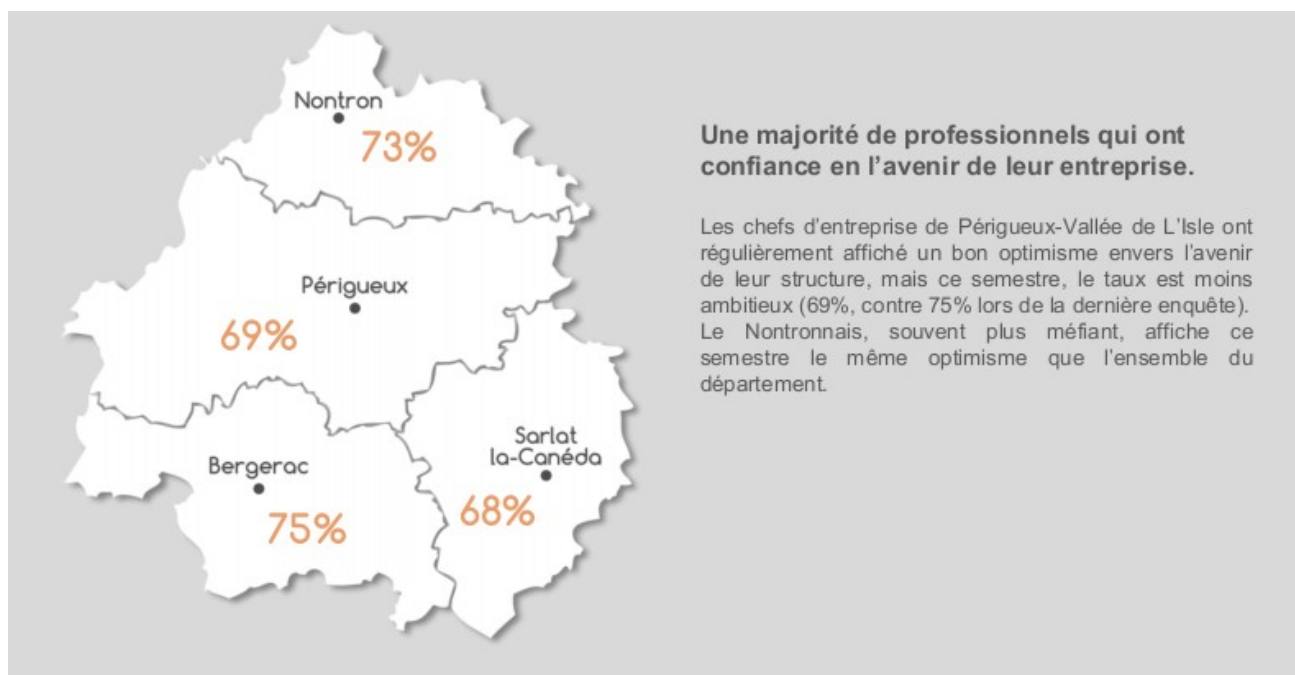 Nontron
73%
Périgueux
69%
Sarlat
la-Canéda
68%
Bergerac
75%
Une majorité de professionnels qui ont
confiance en l’avenir de leur entreprise.
Les chefs d’entreprise de Périgueux-Vallée de L’Isle ont
régulièrement affiché un bon optimisme envers l’avenir
de leur structure, mais ce semestre, le taux est moins
ambitieux (69%, contre 75% lors de la dernière enquête).
Le Nontronnais, souvent plus méfiant, affiche ce
semestre le même optimisme que l’ensemble du
département.